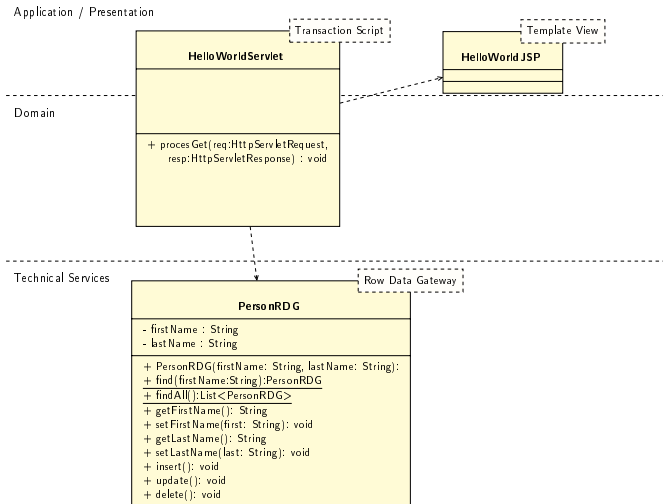 Application / Presentation
Transaction Script
Template View
HelloWorldServlet
HelloWorldJSP
Domain
+ procesGet(req:HttpServletRequest,
resp:HttpServletResponse) : void
Technical Services
Row Data Gateway
PersonRDG
- firstName : String
- lastName : String
+ PersonRDG(firstName: String, lastName: String):
+ find(firstName:String):PersonRDG
+ findAll():List<PersonRDG>
+ getFirstName(): String
+ setFirstName(first: String): void
+ getLastName(): String
+ setLastName(last: String): void
+ insert(): void
+ update(): void
+ delete(): void